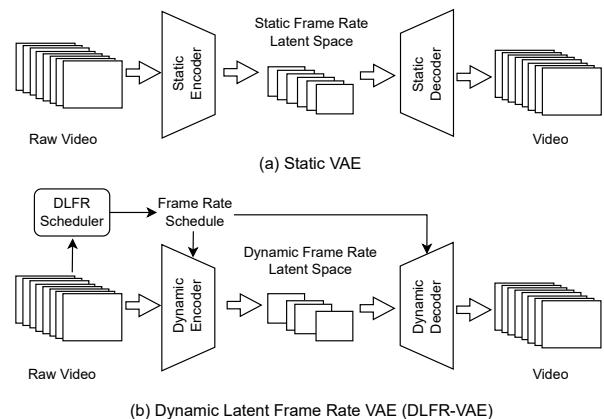 Static Frame Rate
Latent Space
Static
Encoder
Static
Decoder
Raw Video
Video
(a) Static VAE
DLFR
Scheduler
Frame Rate
Schedule
Dynamic Frame Rate
Latent Space
Dynamic
Encoder
Dynamic
Decoder
Raw Video
Video
(b) Dynamic Latent Frame Rate VAE (DLFR-VAE)